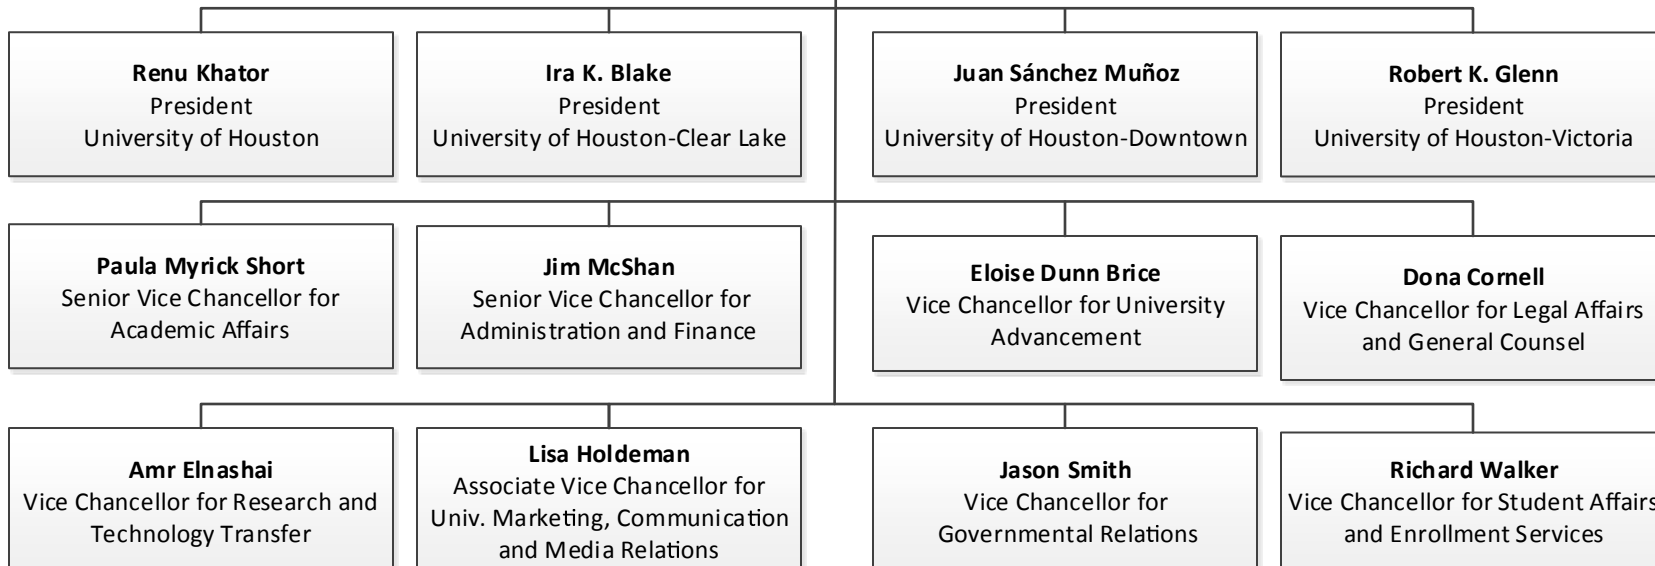 Renu Khator
President
University of Houston
Ira K. Blake
President
University of Houston-Clear Lake
Juan Sánchez Muñoz
President
University of Houston-Downtown
Robert K. Glenn
President
University of Houston-Victoria
Paula Myrick Short
Senior Vice Chancellor for
Academic Affairs
Jim McShan
Senior Vice Chancellor for
Administration and Finance
Eloise Dunn Brice
Vice Chancellor for University
Advancement
Dona Cornell
Vice Chancellor for Legal Affairs
and General Counsel
Amr Elnashai
Vice Chancellor for Research and
Technology Transfer
Lisa Holdeman
Associate Vice Chancellor for
Univ. Marketing, Communication
and Media Relations
Jason Smith
Vice Chancellor for
Governmental Relations
Richard Walker
Vice Chancellor for Student Affairs
and Enrollment Services